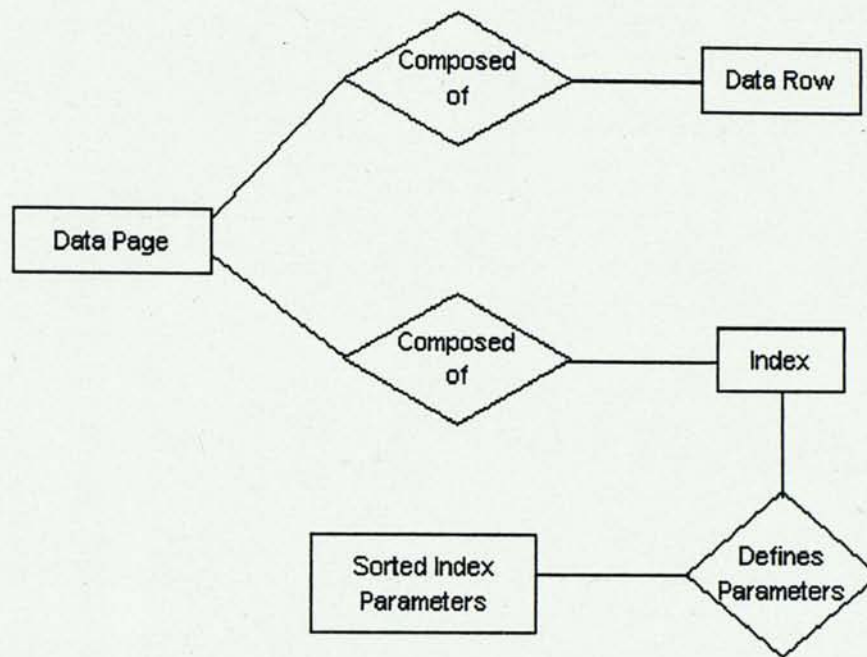 Composed
of
Data Row
Data Page
Composed
of
Index
Sorted Index
Parameters
Defines
Parameters